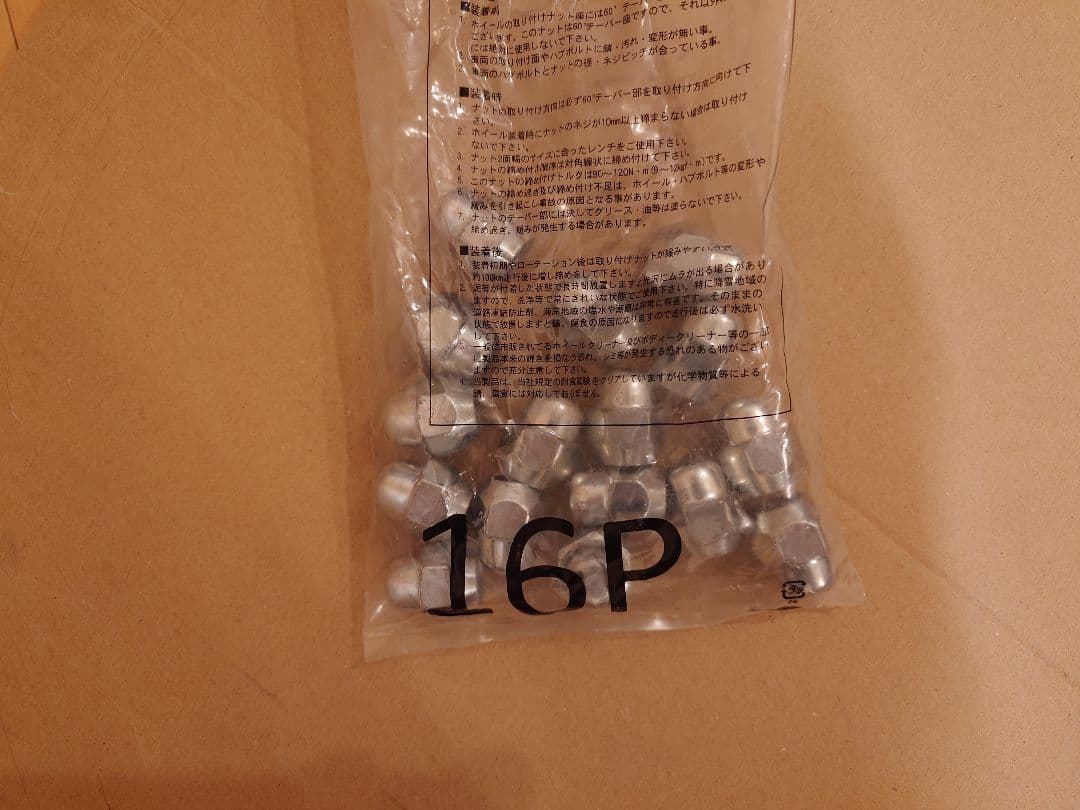 ■装着前
1. ホイールの取り付けナット座には60°テーパー
ございます。このナットは60°テーパー座ですので、それ以外
には絶対に使用しないで下さい。
2. 車両の取り付け面やハブボルトに錆・汚れ・変形が無い事。
3. 車両のハブボルトとナットの径・ネジピッチが合っている事。
■装着時
1. ナットの取り付け方向は必ず60°テーパー部を取り付け方向に向けて下
さい。
2. ホイール装着時にナットのネジが10mm以上締まらない場合は取り付け
ないで下さい。
3. ナット2面幅のサイズに合ったレンチをご使用下さい。
4. ナットの締め付け順序は対角線状に締め付けて下さい。
5. このナットの締め付けトルクは90〜120N・m(9〜12kgf・m)です。
6. ナットの締め過ぎ及び締め付け不足は、ホイール・ハブボルト等の変形や
緩みを引き起こし事故の原因となる事があります。
7. ナットのテーパー部には決してグリース・油等は塗らないで下さい。
締め過ぎ、緩みが発生する場合があります。
■装着後
1. 装着初期やローテーション後は取り付けナットが緩みやすい
約100km走行後に増し締めをして下さい。
2. 泥等が付着した状態で長時間放置しますと光沢にムラが出る場合があり
ますので、洗浄等で常にきれいな状態でご使用下さい。特に降雪地域の
道路凍結防止剤、海岸地域の塩水や潮風は非常に有害です。そのままの
状態で放置しますと錆、腐食の原因になりますので走行後は必ず水洗い
して下さい。
3. 一般に市販されてるホイールクリーナー及びボディークリーナー等の一部
に製品本来の輝きを損なう恐れ、シミ等が発生する恐れのある物がござい
ますので充分注意して下さい。
4. 当製品は、当社規定の耐食試験をクリアしていますが化学物質等による
錆、腐食には対応しておりません。
16P